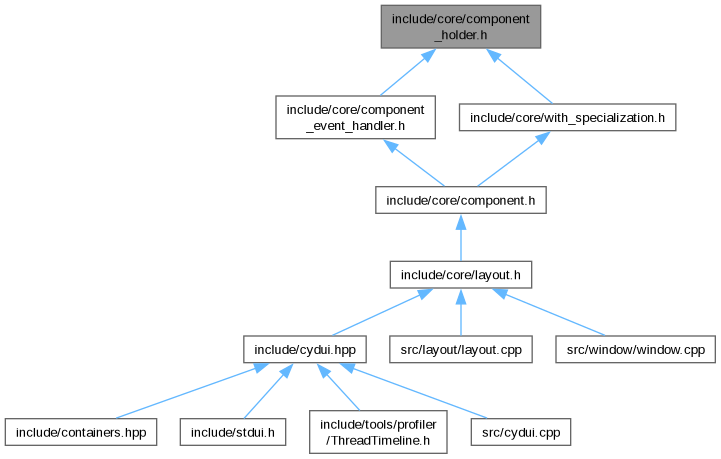 include/core/component
_holder.h
include/core/component
_event_handler.h
include/core/with_specialization.h
include/core/component.h
include/core/layout.h
include/cydui.hpp
src/layout/layout.cpp
src/window/window.cpp
include/containers.hpp
include/stdui.h
include/tools/profiler
/ThreadTimeline.h
src/cydui.cpp